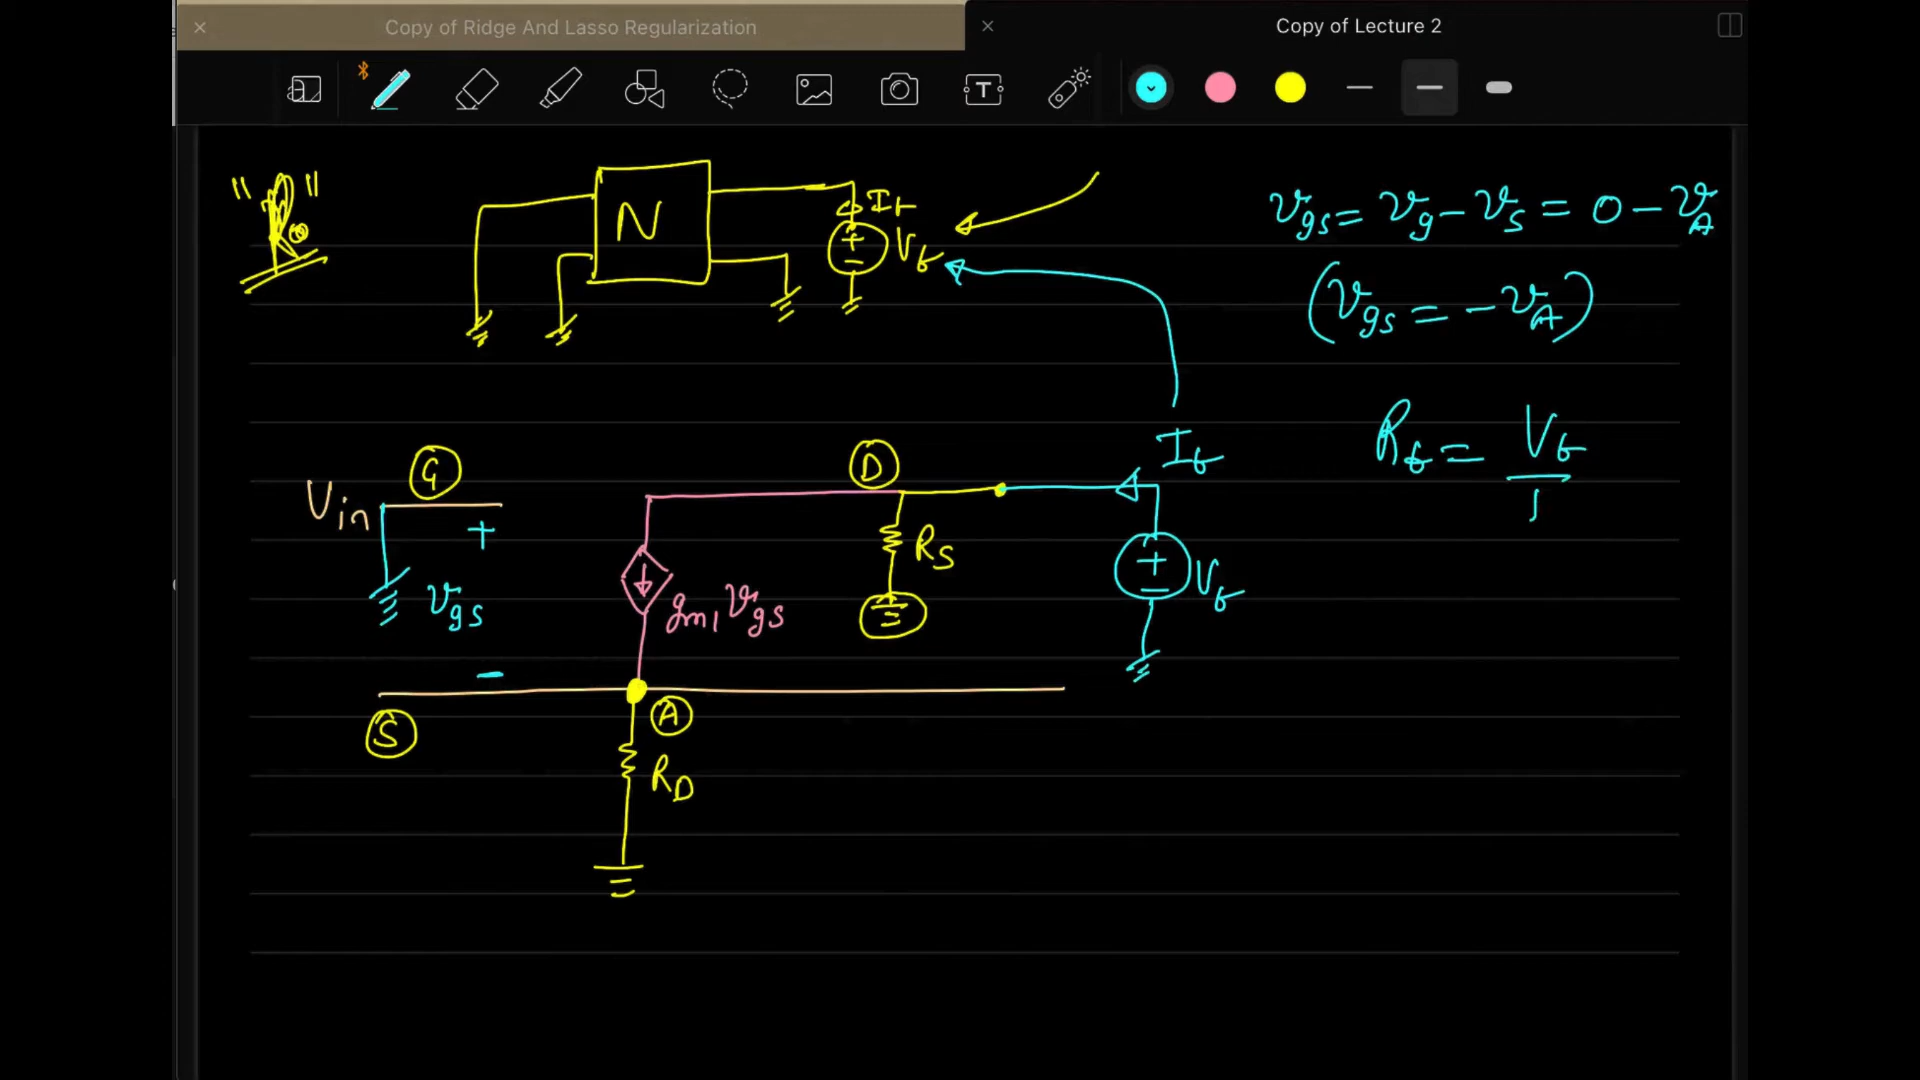 Copy of Ridge And Lasso Regularization
Copy of Lecture 2
T
"R₀"
N
I_t
+
−
V_t
v_gs = v_g − v_s = 0 − v_A
(v_gs = −v_A)
I_t
R_t = V_t
V_in
G
D
+
R_S
+
−
V_t
v_gs
g_m1 v_gs
−
S
A
R_D